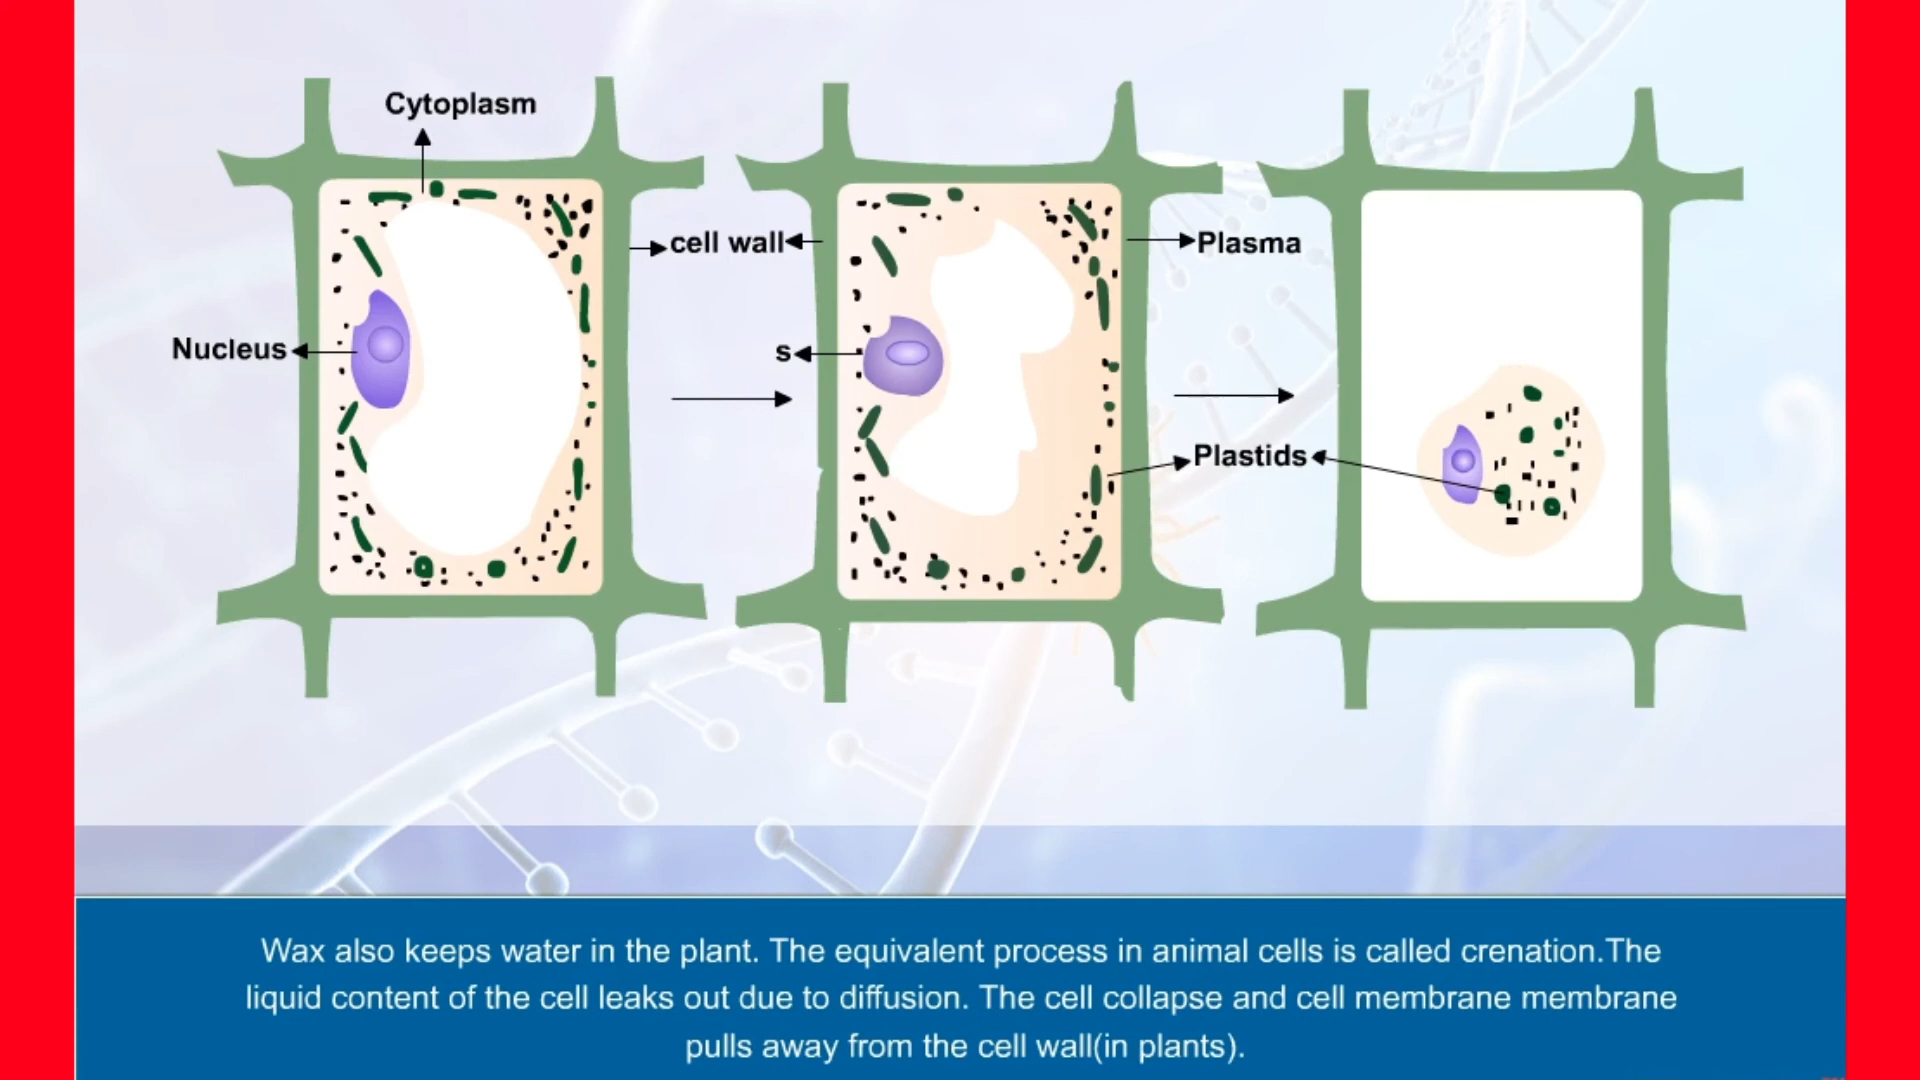 Cytoplasm
cell wall
Plasma
Nucleus
s
Plastids
Wax also keeps water in the plant. The equivalent process in animal cells is called crenation.The
liquid content of the cell leaks out due to diffusion. The cell collapse and cell membrane membrane
pulls away from the cell wall(in plants).